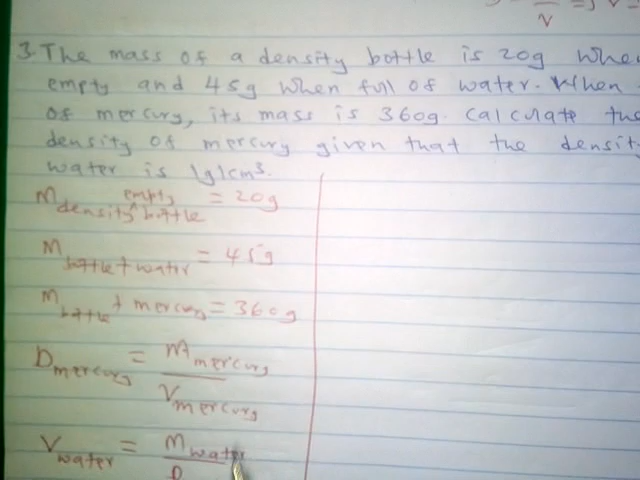 3. The mass of a density bottle is 20g whe
empty and 45g when full of water. When
of mercury, its mass is 360g. Calculate the
density of mercury given that the densit
water is 1g/cm³.
M density empty bottle = 20g
M bottle + water = 45g
M bottle + mercury = 360g
D mercury = M mercury / V mercury
V water = M water / D